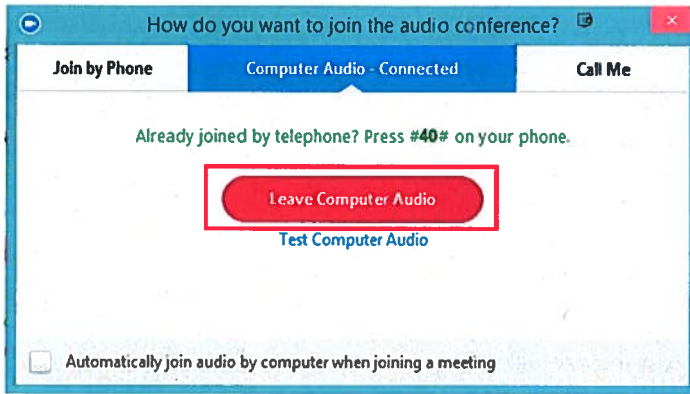 How do you want to join the audio conference?
Join by Phone
Computer Audio - Connected
Call Me
Already joined by telephone? Press #40# on your phone.
Leave Computer Audio
Test Computer Audio
Automatically join audio by computer when joining a meeting